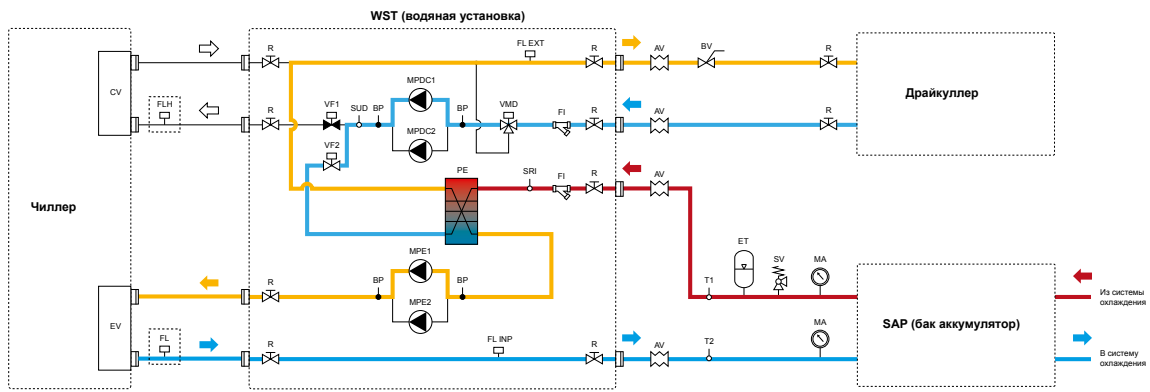 WST (водяная установка)
R
FL EXT
R
AV
BV
R
CV
FLH
R
VF1
SUD
BP
MPDC1
BP
VMD
FI
R
AV
R
Драйкуллер
MPDC2
VF2
PE
SRI
FI
R
AV
Чиллер
MPE1
ET
SV
MA
R
BP
BP
T1
Из системы
охлаждения
MPE2
SAP (бак аккумулятор)
EV
FL
R
FL INP
R
AV
T2
MA
В систему
охлаждения